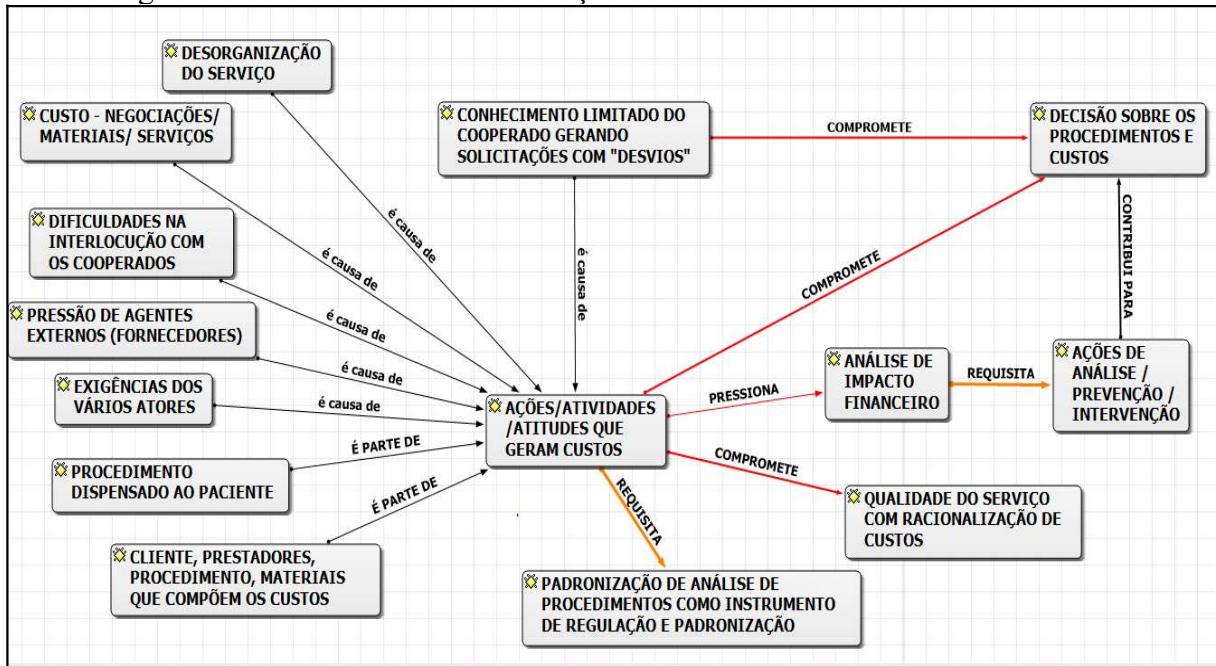 DESORGANIZAÇÃO
DO SERVIÇO
CUSTO - NEGOCIAÇÕES/
MATERIAIS/ SERVIÇOS
CONHECIMENTO LIMITADO DO
COOPERADO GERANDO
SOLICITAÇÕES COM "DESVIOS"
COMPROMETE
DECISÃO SOBRE OS
PROCEDIMENTOS E
CUSTOS
DIFICULDADES NA
INTERLOCUÇÃO COM
OS COOPERADOS
é causa de
é causa de
é causa de
é causa de
COMPROMETE
CONTRIBUI PARA
PRESSÃO DE AGENTES
EXTERNOS (FORNECEDORES)
é causa de
EXIGÊNCIAS DOS
VÁRIOS ATORES
é causa de
AÇÕES/ATIVIDADES
/ATITUDES QUE
GERAM CUSTOS
PRESSIONA
ANÁLISE DE
IMPACTO
FINANCEIRO
REQUISITA
AÇÕES DE
ANÁLISE /
PREVENÇÃO /
INTERVENÇÃO
PROCEDIMENTO
DISPENSADO AO PACIENTE
É PARTE DE
COMPROMETE
QUALIDADE DO SERVIÇO
COM RACIONALIZAÇÃO DE
CUSTOS
É PARTE DE
REQUISITA
CLIENTE, PRESTADORES,
PROCEDIMENTO, MATERIAIS
QUE COMPÕEM OS CUSTOS
PADRONIZAÇÃO DE ANÁLISE DE
PROCEDIMENTOS COMO INSTRUMENTO
DE REGULAÇÃO E PADRONIZAÇÃO